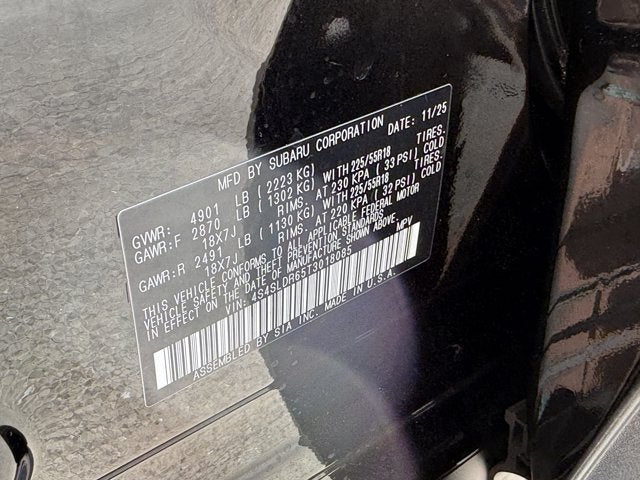 MFD BY SUBARU CORPORATION DATE: 11/25
GVWR: 4901 LB ( 2223 KG)
GAWR:F 2870 LB ( 1302 KG) WITH 225/55R18 TIRES.
18X7J RIMS. AT 230 KPA ( 33 PSI) COLD
GAWR:R 2491 LB ( 1130 KG) WITH 225/55R18 TIRES.
18X7J RIMS. AT 220 KPA ( 32 PSI) COLD
THIS VEHICLE CONFORMS TO ALL APPLICABLE FEDERAL MOTOR
VEHICLE SAFETY AND THEFT PREVENTION STANDARDS
IN EFFECT ON THE DATE OF MANUFACTURE SHOWN ABOVE.
VIN: 4S4SLDR65T3018085 MPV
ASSEMBLED BY SIA INC. MADE IN U.S.A.